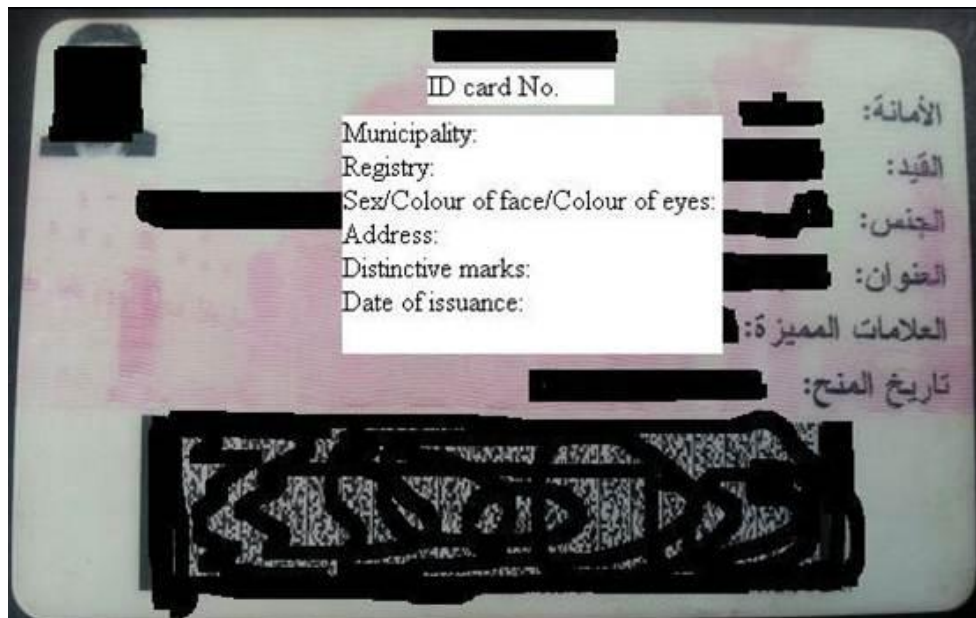 ID card No.
Municipality:
Registry:
Sex/Colour of face/Colour of eyes:
Address:
Distinctive marks:
Date of issuance:
الأمانة:
القيد:
الجنس:
العنوان:
العلامات المميزة:
تاريخ المنح: